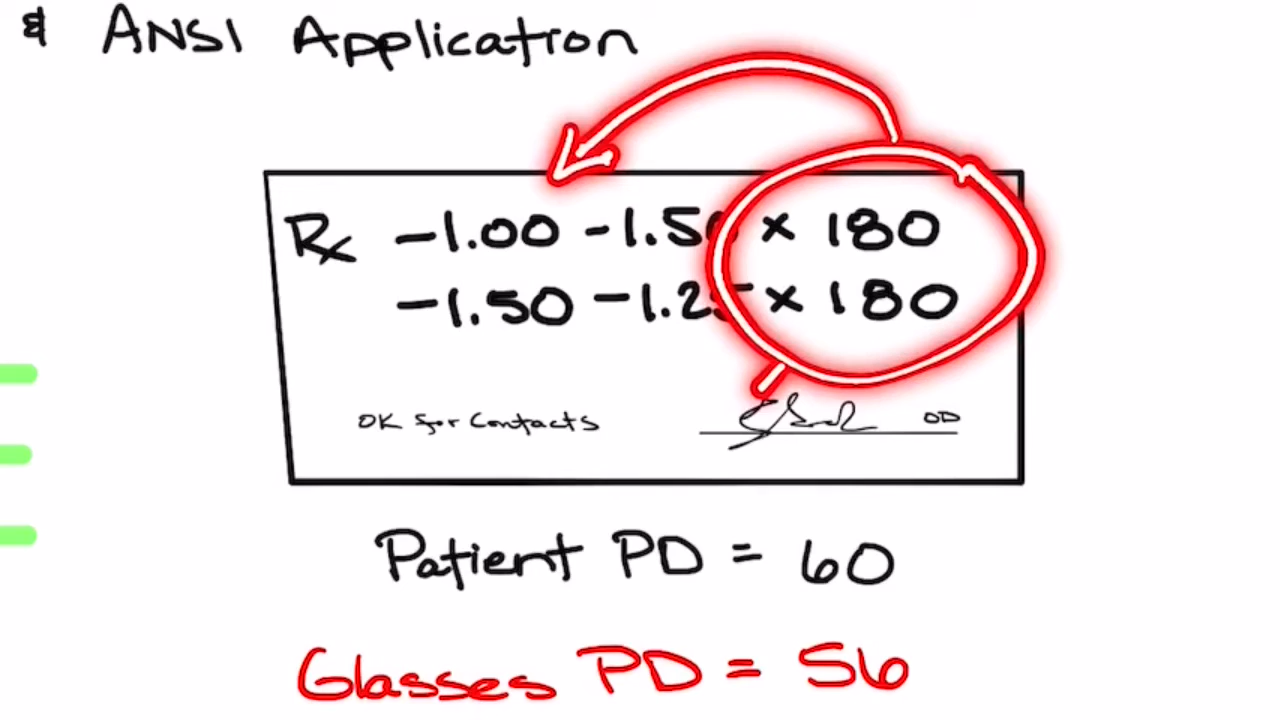 & ANSI Application
Rx -1.00 -1.50 x 180
-1.50 -1.25 x 180
OK for Contacts OD
Patient PD = 60
Glasses PD = 56